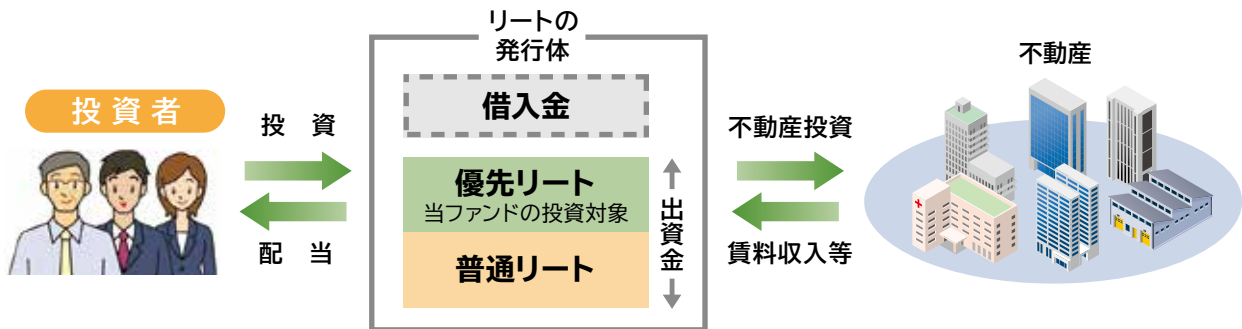 リートの
発行体
不動産
投資者
借入金
投 資
不動産投資
優先リート
当ファンドの投資対象
出資金
配 当
賃料収入等
普通リート